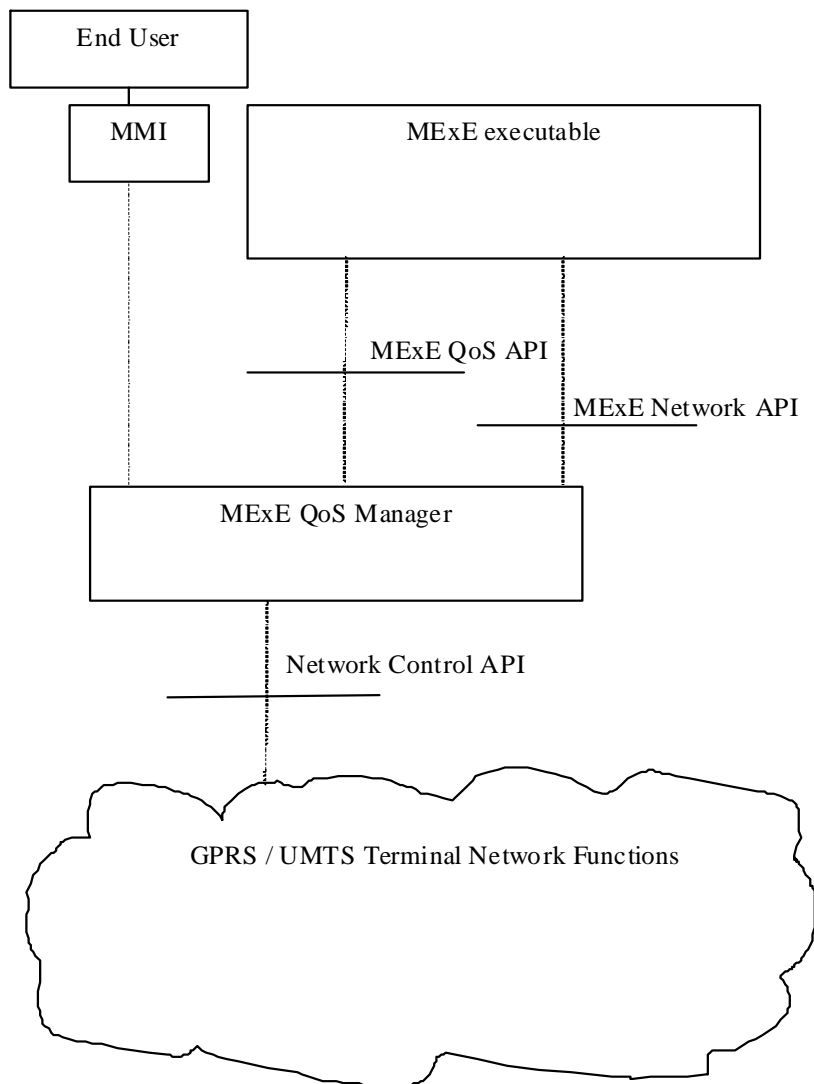 End User
MMI
MExE executable
MExE QoS API
MExE Network API
MExE QoS Manager
Network Control API
GPRS / UMTS Terminal Network Functions